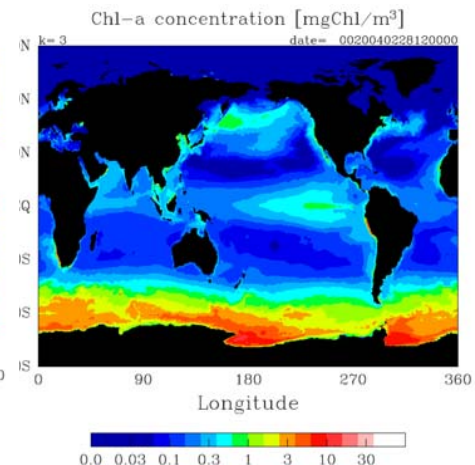 Chl-a concentration [mgChl/m³]
k= 3 date= 0020040228120000
N
N
N
Q
S
S
S
0 90 180 270 360
Longitude
0.0 0.03 0.1 0.3 1 3 10 30